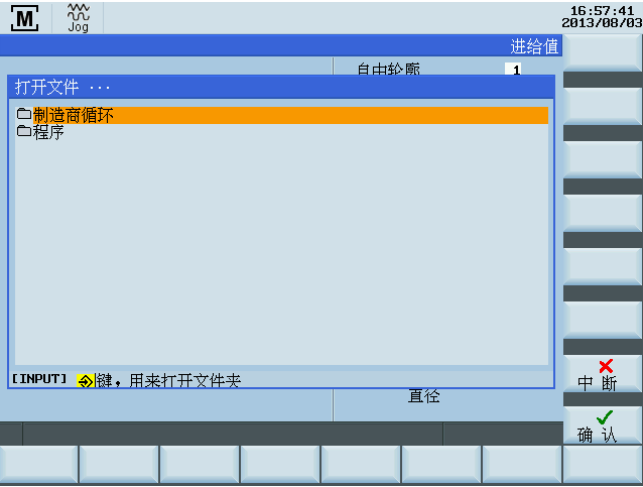 M
Jog
16:57:41
2013/08/03
进给值
自由轮廓
1
打开文件 ...
制造商循环
程序
[INPUT] 键，用来打开文件夹
直径
中断
确认